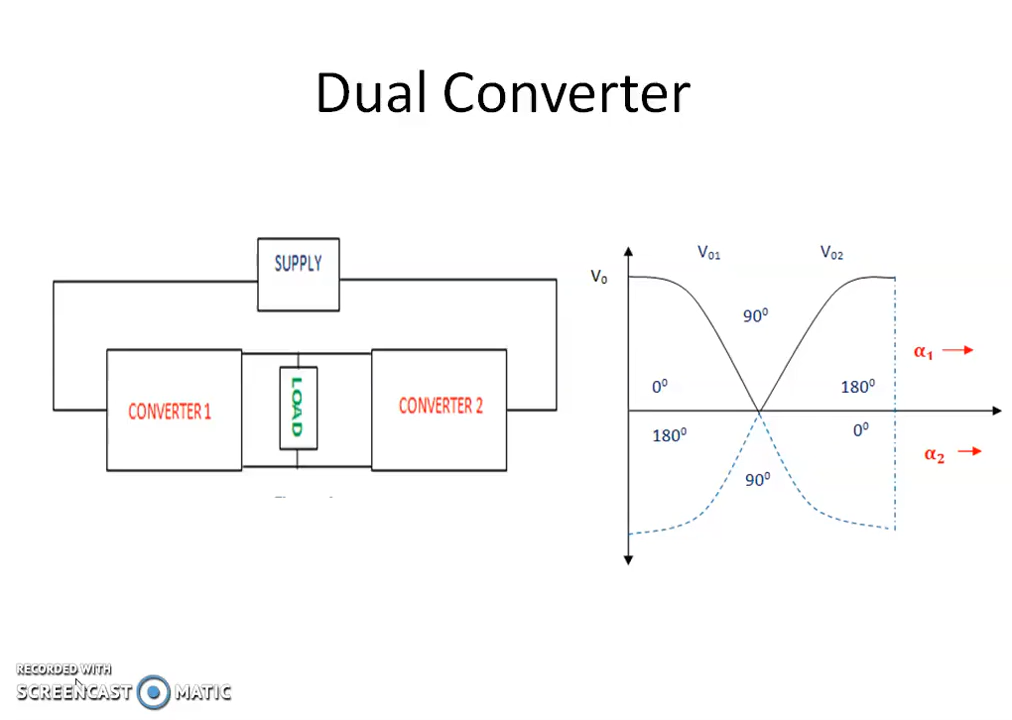 Dual Converter
SUPPLY
CONVERTER 1
LOAD
CONVERTER 2
V₀
V₀₁
V₀₂
90⁰
0⁰
180⁰
α₁
180⁰
0⁰
α₂
90⁰
RECORDED WITH
SCREENCAST MATIC